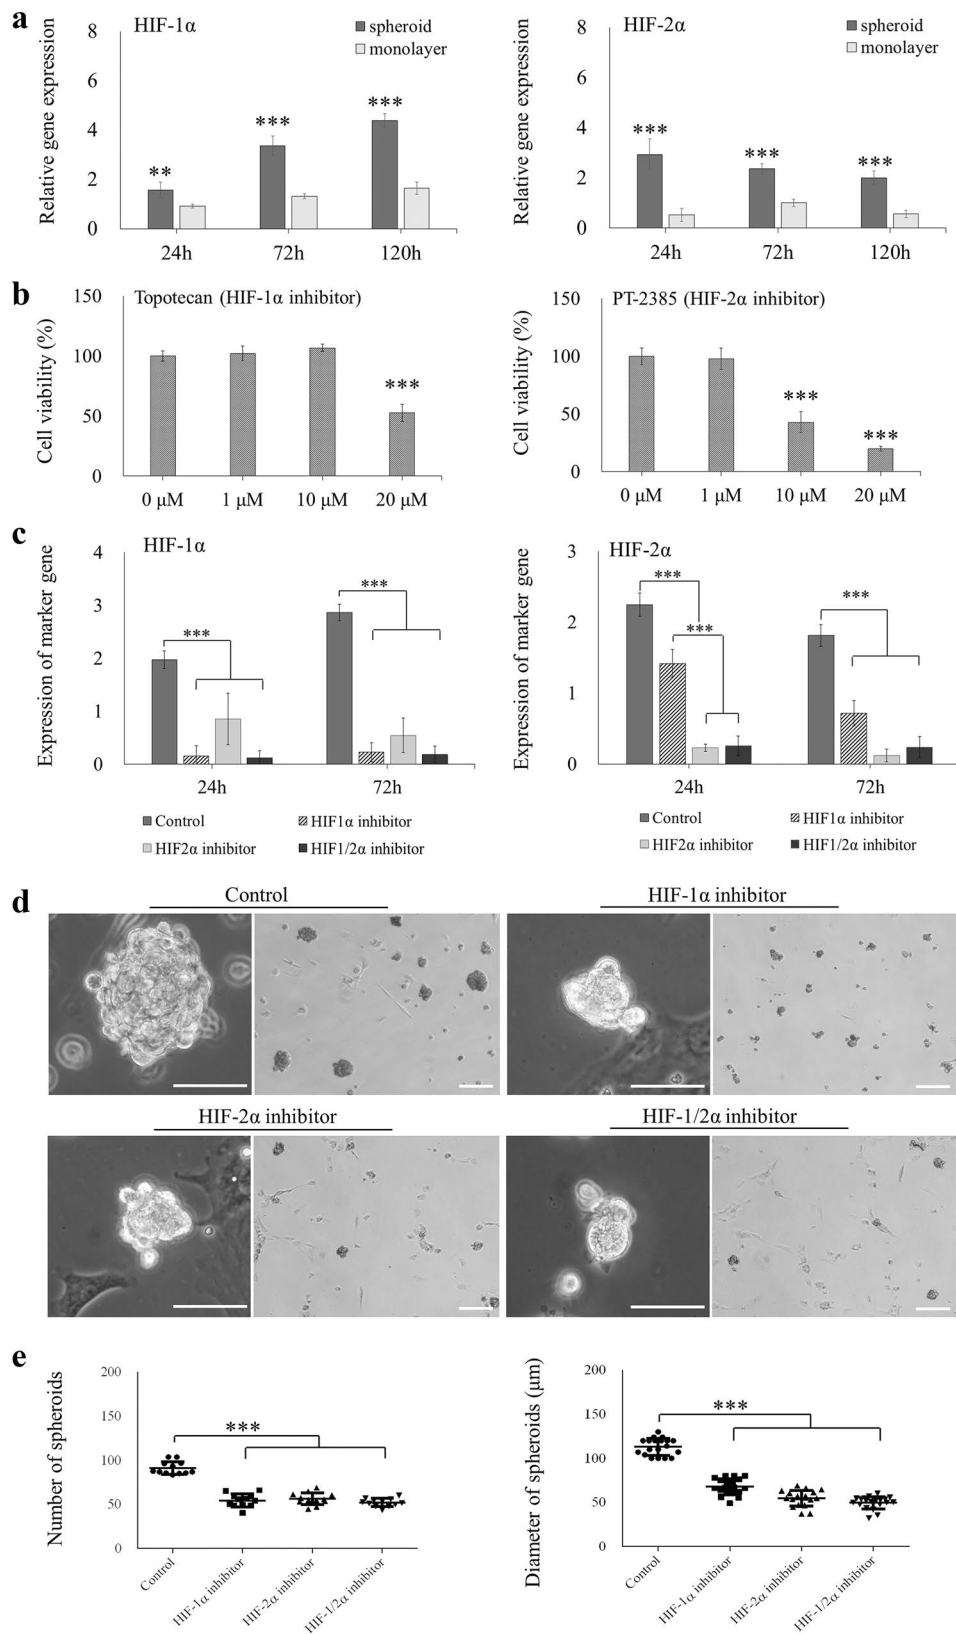 a
HIF-1α
spheroid
monolayer
Relative gene expression
8
6
4
2
0
**
***
***
24h
72h
120h
HIF-2α
spheroid
monolayer
Relative gene expression
8
6
4
2
0
***
***
***
24h
72h
120h
b
Topotecan (HIF-1α inhibitor)
Cell viability (%)
150
100
50
0
***
0 μM
1 μM
10 μM
20 μM
PT-2385 (HIF-2α inhibitor)
Cell viability (%)
150
100
50
0
***
***
0 μM
1 μM
10 μM
20 μM
c
HIF-1α
Expression of marker gene
4
3
2
1
0
***
***
24h
72h
Control
HIF1α inhibitor
HIF2α inhibitor
HIF1/2α inhibitor
HIF-2α
Expression of marker gene
3
2
1
0
***
***
***
24h
72h
Control
HIF1α inhibitor
HIF2α inhibitor
HIF1/2α inhibitor
d
Control
HIF-1α inhibitor
HIF-2α inhibitor
HIF-1/2α inhibitor
e
Number of spheroids
200
150
100
50
0
***
Control
HIF-1α inhibitor
HIF-2α inhibitor
HIF-1/2α inhibitor
Diameter of spheroids (μm)
200
150
100
50
0
***
Control
HIF-1α inhibitor
HIF-2α inhibitor
HIF-1/2α inhibitor